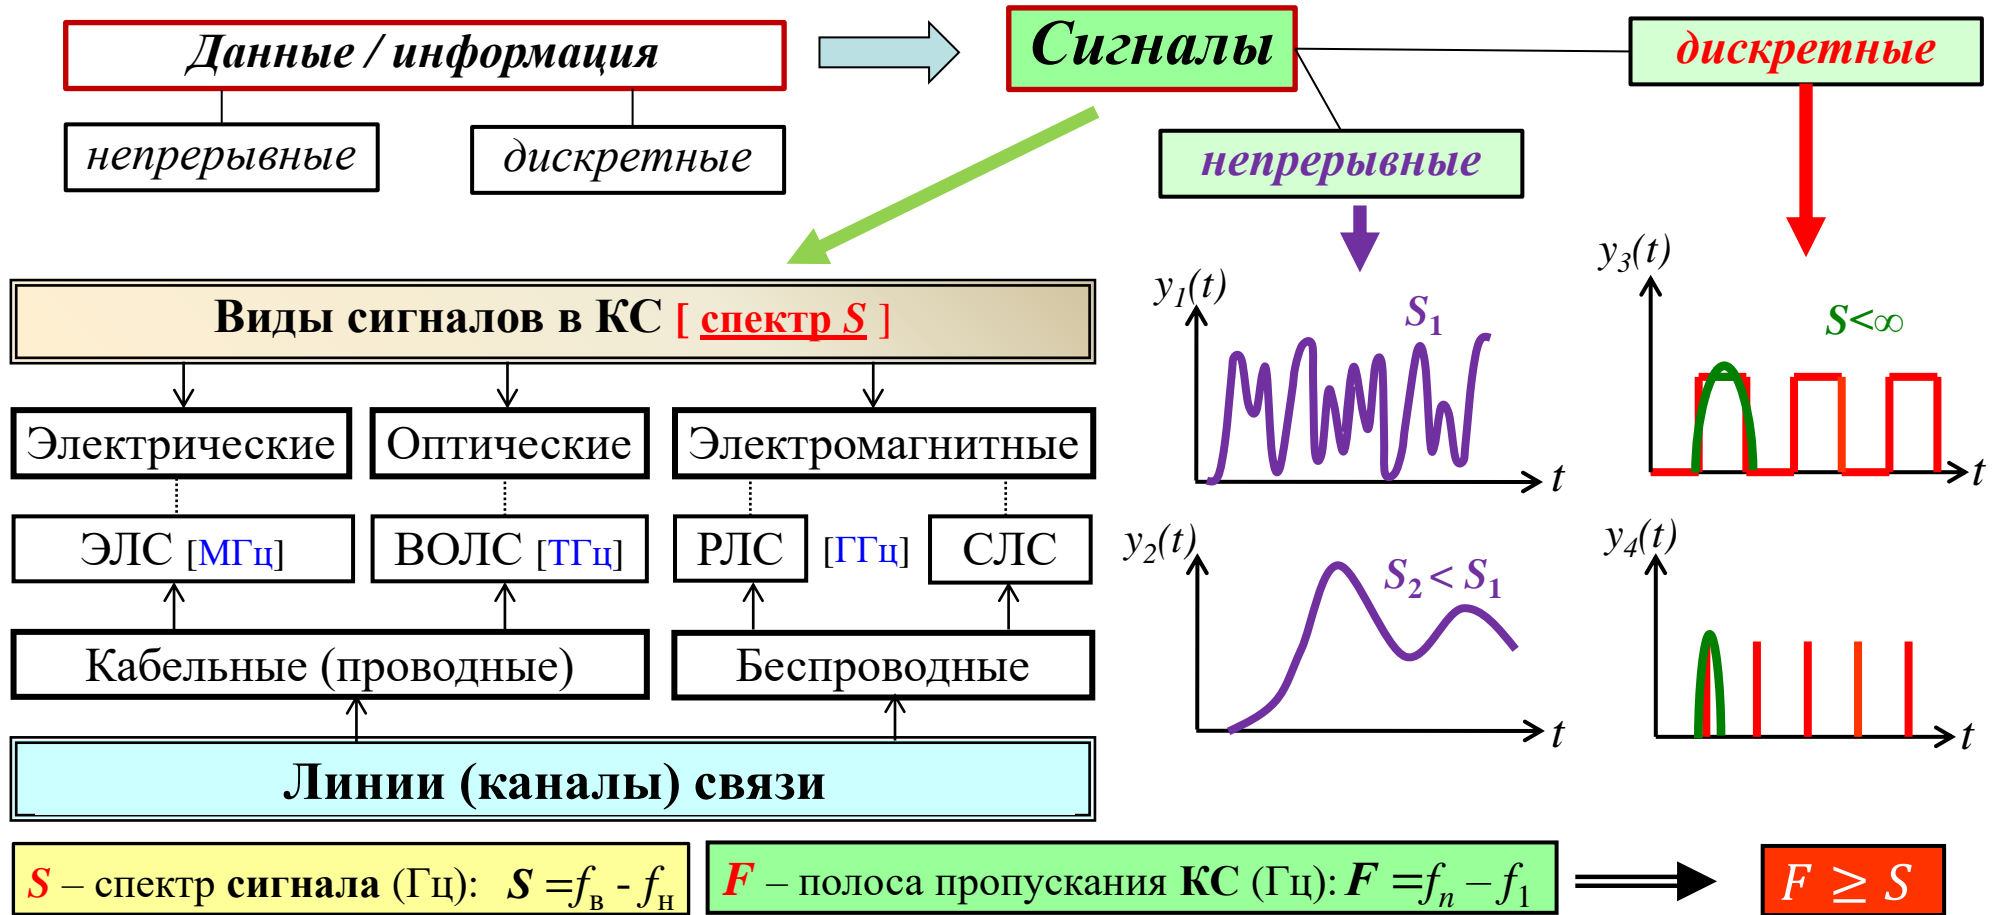 Данные / информация
Сигналы
дискретные
непрерывные
дискретные
непрерывные
Виды сигналов в КС [ спектр S ]
Электрические
Оптические
Электромагнитные
ЭЛС [МГц]
ВОЛС [ТГц]
РЛС
[ГГц]
СЛС
Кабельные (проводные)
Беспроводные
Линии (каналы) связи
y1(t)
S1
t
y3(t)
S<∞
t
y2(t)
S2 < S1
t
y4(t)
t
S – спектр сигнала (Гц): S =fв - fн
F – полоса пропускания КС (Гц): F =fn – f1
F ≥ S